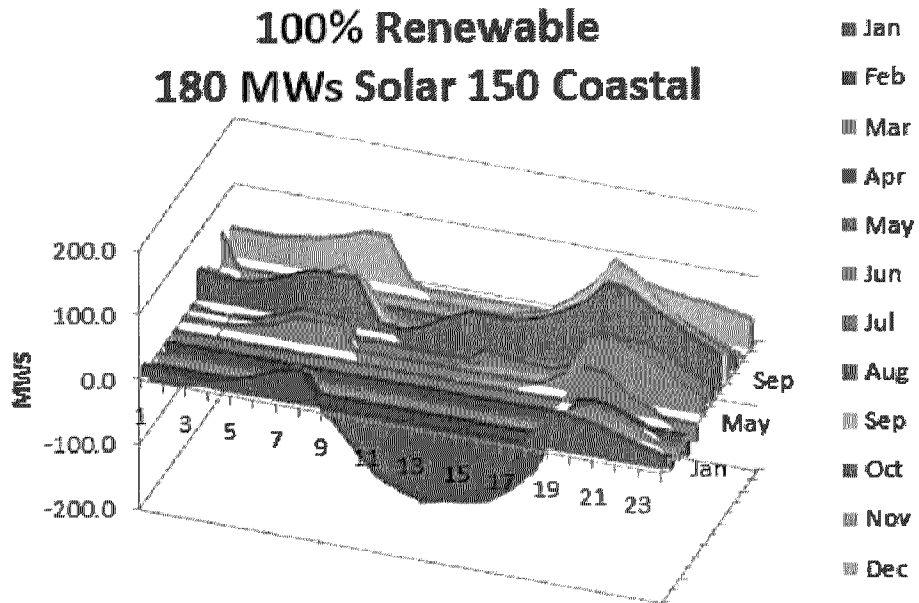 100% Renewable
180 MWs Solar 150 Coastal
Jan
Feb
Mar
Apr
May
Jun
Jul
Aug
Sep
Oct
Nov
Dec
200.0
100.0
0.0
-100.0
-200.0
MWs
1
3
5
7
9
11
13
15
17
19
21
23
Jan
May
Sep